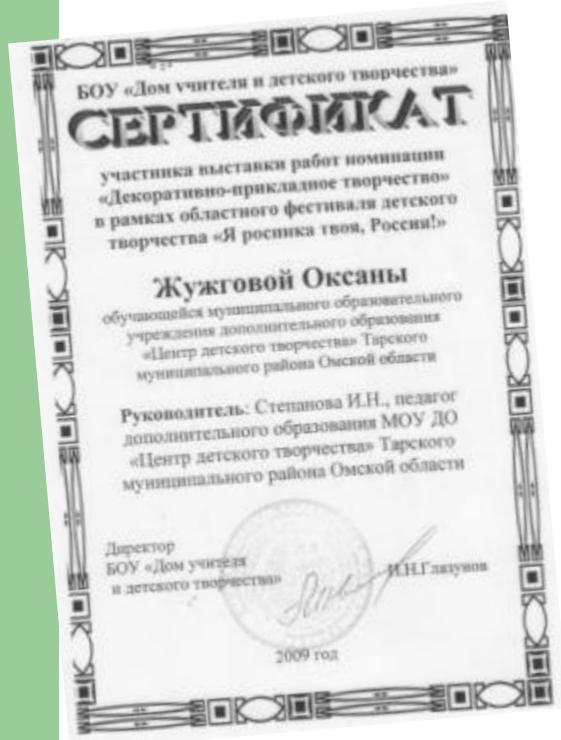 БОУ «Дом учителя и детского творчества»
СЕРТИФИКАТ
участника выставки работ номинации
«Декоративно-прикладное творчество»
в рамках областного фестиваля детского
творчества «Я росинка твоя, Россия!»
Жужговой Оксаны
обучающейся муниципального образовательного
учреждения дополнительного образования
«Центр детского творчества» Тарского
муниципального района Омской области
Руководитель: Степанова И.Н., педагог
дополнительного образования МОУ ДО
«Центр детского творчества» Тарского
муниципального района Омской области
Директор
БОУ «Дом учителя
и детского творчества»
И.Н.Глазунов
2009 год